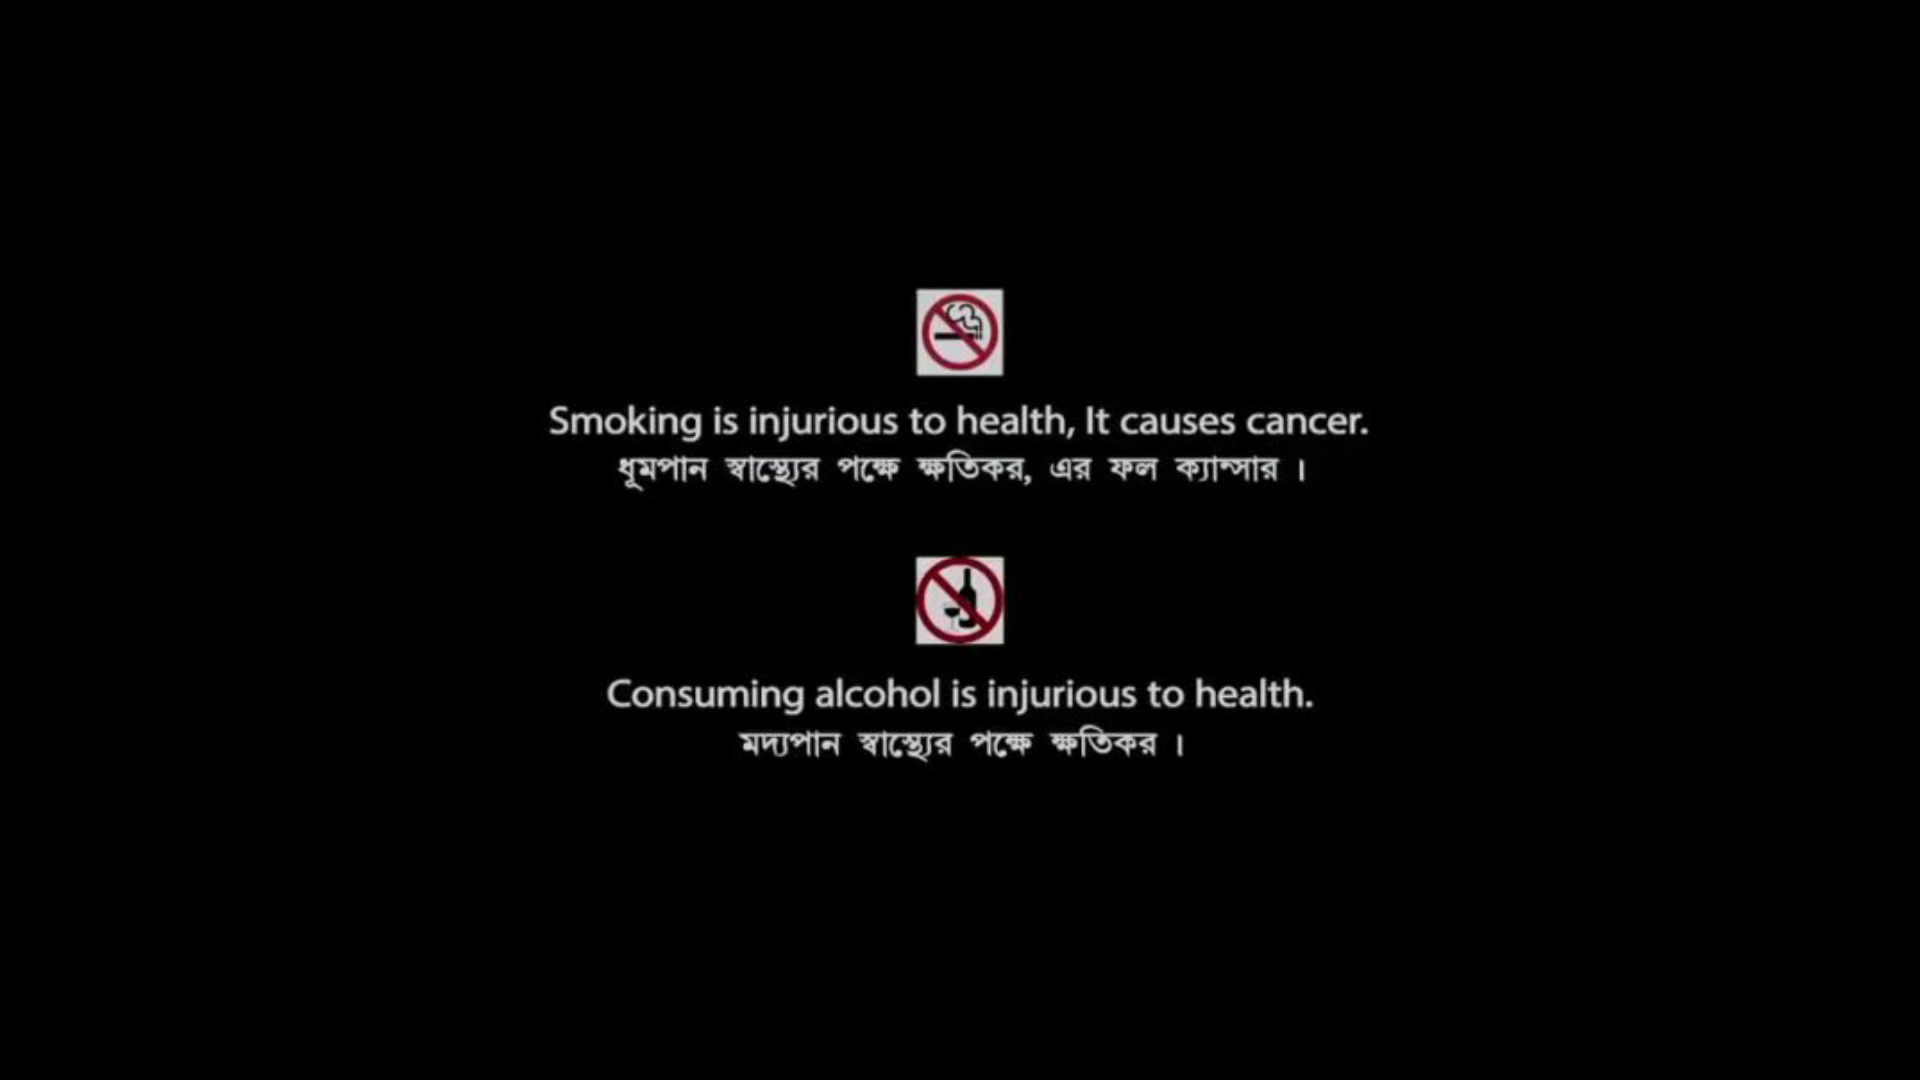 Smoking is injurious to health, It causes cancer.
ধূমপান স্বাস্থ্যের পক্ষে ক্ষতিকর, এর ফল ক্যান্সার ।
Consuming alcohol is injurious to health.
মদ্যপান স্বাস্থ্যের পক্ষে ক্ষতিকর ।